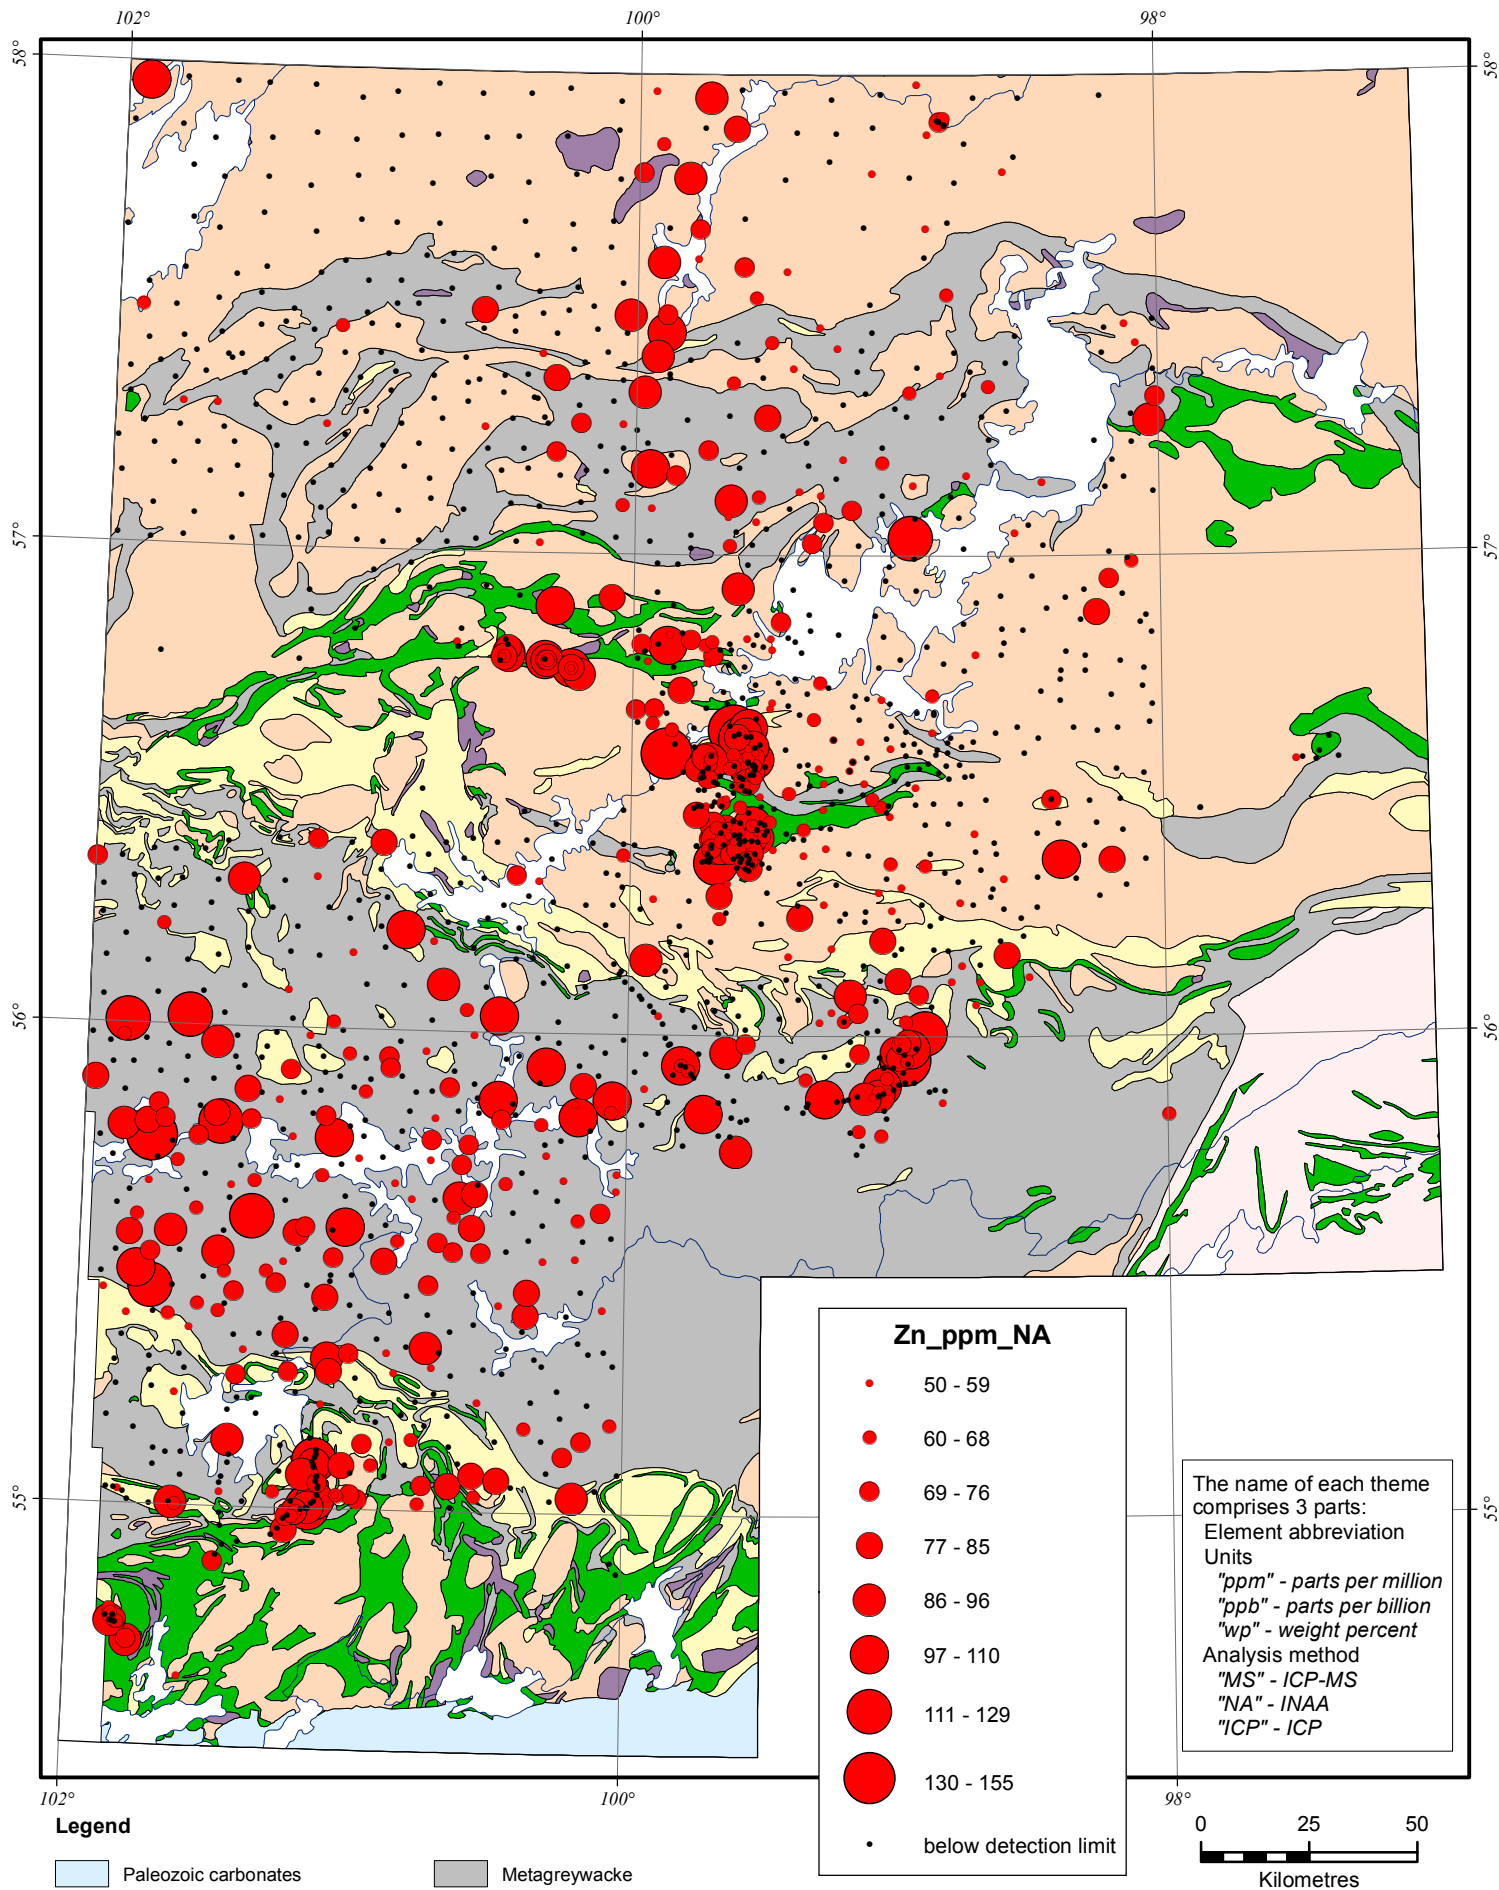 102°
100°
98°
58°
58°
57°
57°
56°
56°
55°
55°
Zn_ppm_NA
50 - 59
60 - 68
69 - 76
77 - 85
86 - 96
97 - 110
111 - 129
130 - 155
below detection limit
The name of each theme
comprises 3 parts:
Element abbreviation
Units
"ppm" - parts per million
"ppb" - parts per billion
"wp" - weight percent
Analysis method
"MS" - ICP-MS
"NA" - INAA
"ICP" - ICP
102°
100°
98°
Legend
Paleozoic carbonates
Metagreywacke
0
25
50
Kilometres